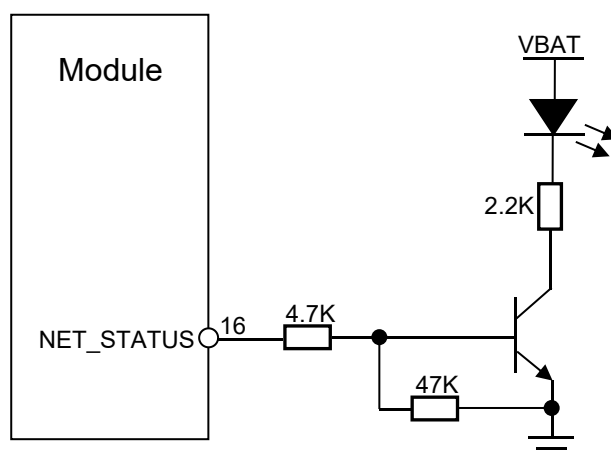 VBAT
Module
2.2K
4.7K
NET_STATUS 16
47K